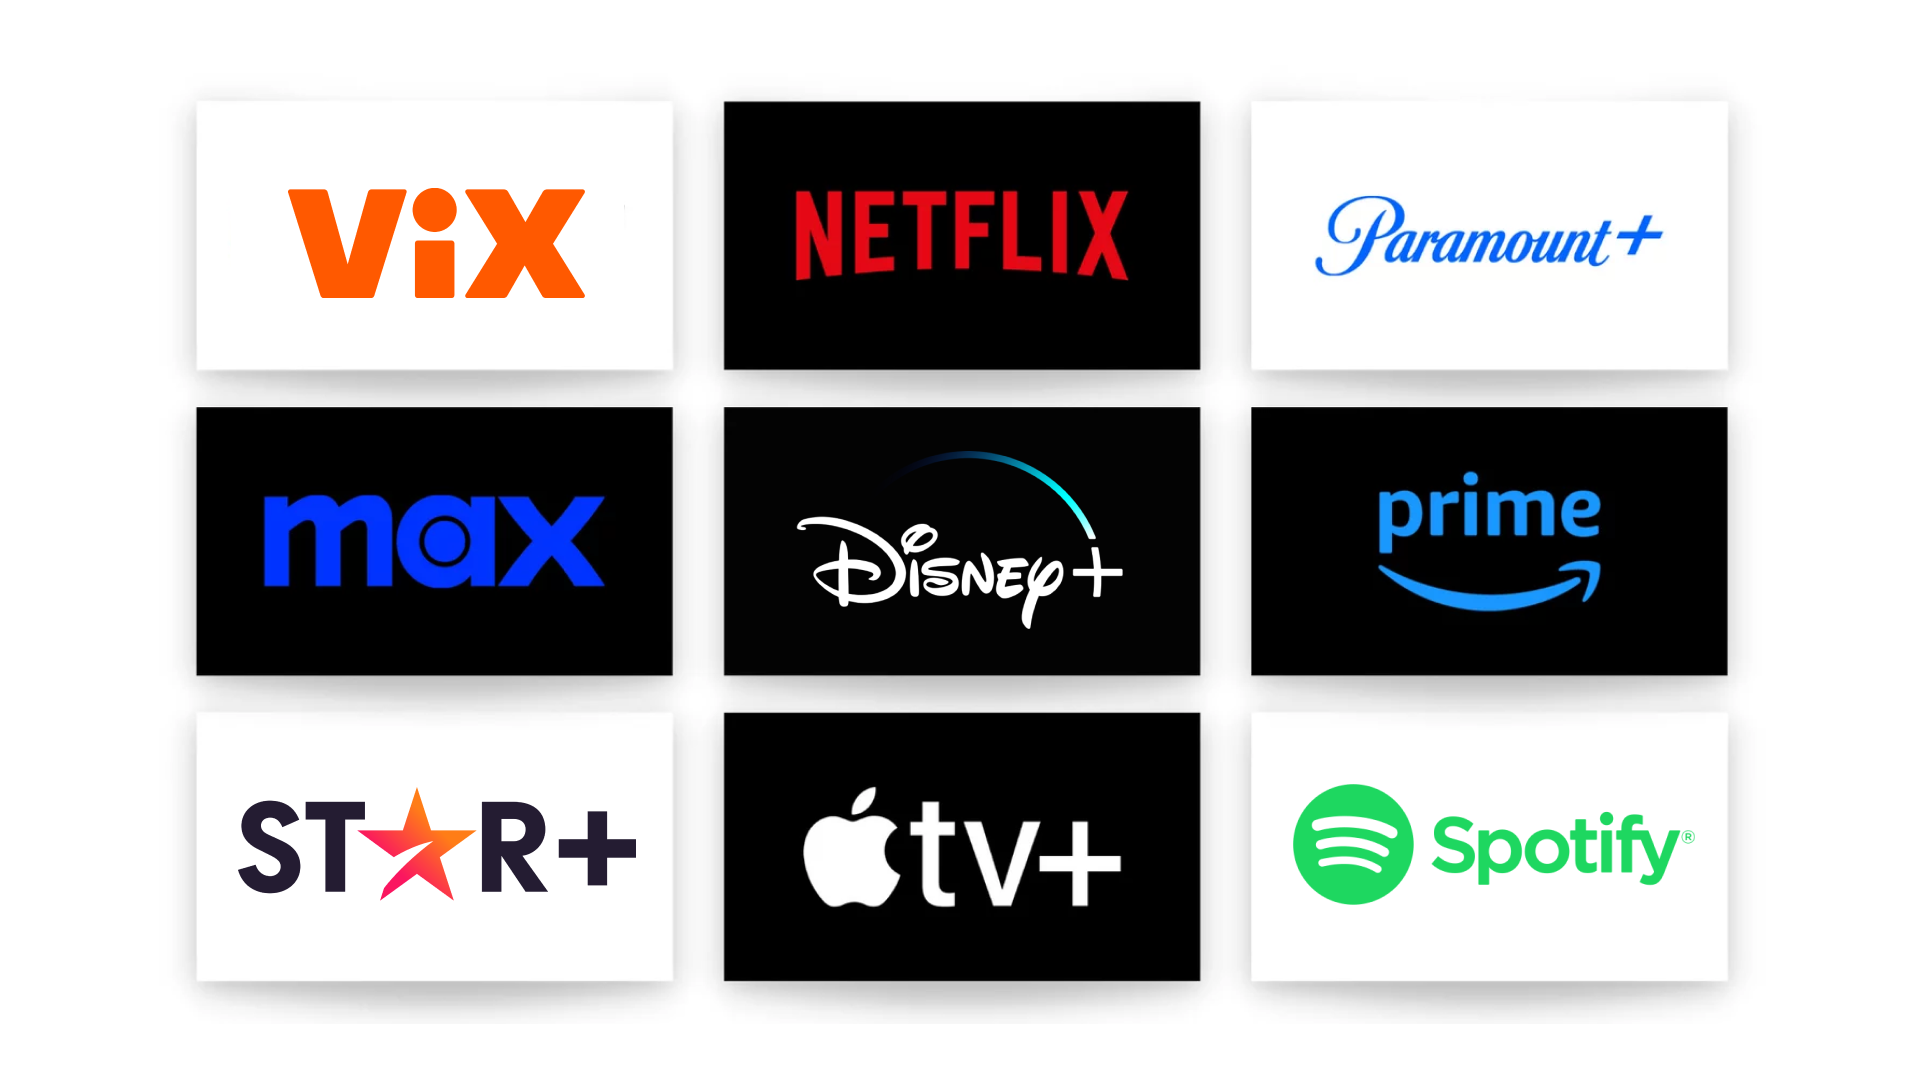 ViX
NETFLIX
Paramount+
max
Disney+
prime
STAR+
tv+
Spotify®